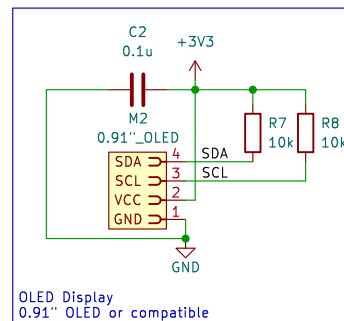 C2
0.1u
+3V3
M2
0.91"_OLED
R7
10k
R8
10k
SDA 4 SDA
SCL 3 SCL
VCC 2
GND 1
GND
OLED Display
0.91" OLED or compatible